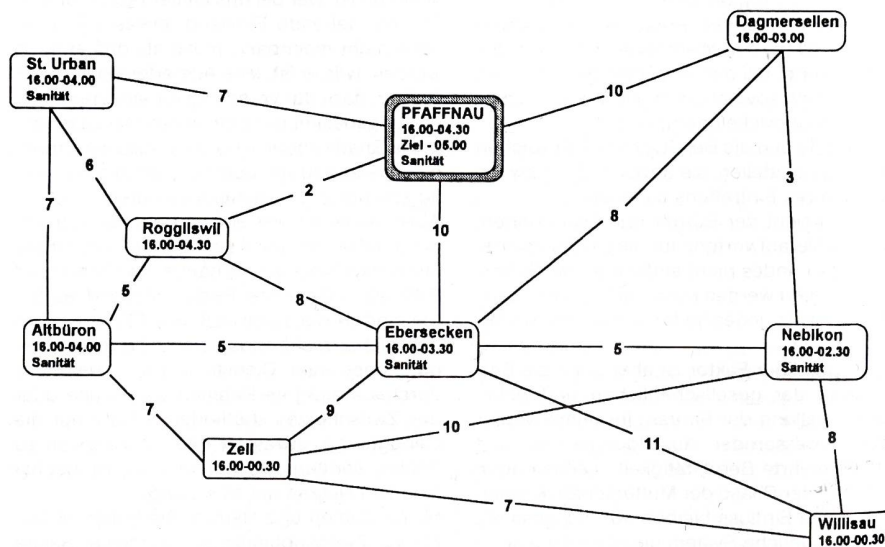 Dagmersellen
16.00-03.00
St. Urban
16.00-04.00
Sanität
7
10
PFAFFNAU
16.00-04.30
Ziel - 05.00
Sanität
6
2
3
7
10
8
Roggliswil
16.00-04.30
5
8
Altbüron
16.00-04.00
Sanität
5
Ebersecken
16.00-03.30
Sanität
5
Nebikon
16.00-02.30
Sanität
7
9
10
11
8
Zell
16.00-00.30
7
Willisau
16.00-00.30